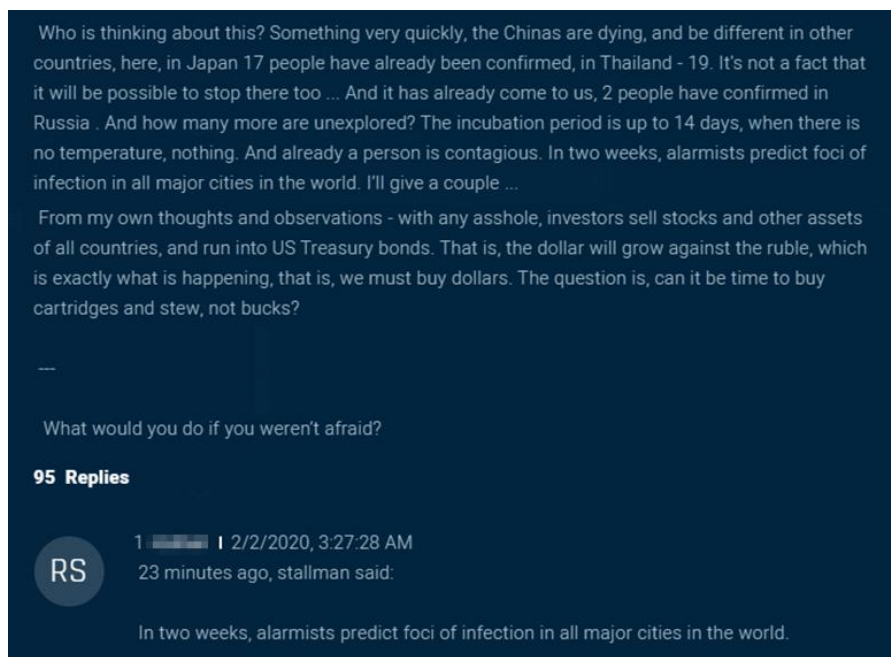 Who is thinking about this? Something very quickly, the Chinas are dying, and be different in other
countries, here, in Japan 17 people have already been confirmed, in Thailand - 19. It's not a fact that
it will be possible to stop there too ... And it has already come to us, 2 people have confirmed in
Russia . And how many more are unexplored? The incubation period is up to 14 days, when there is
no temperature, nothing. And already a person is contagious. In two weeks, alarmists predict foci of
infection in all major cities in the world. I'll give a couple ...
From my own thoughts and observations - with any asshole, investors sell stocks and other assets
of all countries, and run into US Treasury bonds. That is, the dollar will grow against the ruble, which
is exactly what is happening, that is, we must buy dollars. The question is, can it be time to buy
cartridges and stew, not bucks?
---
What would you do if you weren't afraid?
95 Replies
1 | 2/2/2020, 3:27:28 AM
RS
23 minutes ago, stallman said:
In two weeks, alarmists predict foci of infection in all major cities in the world.